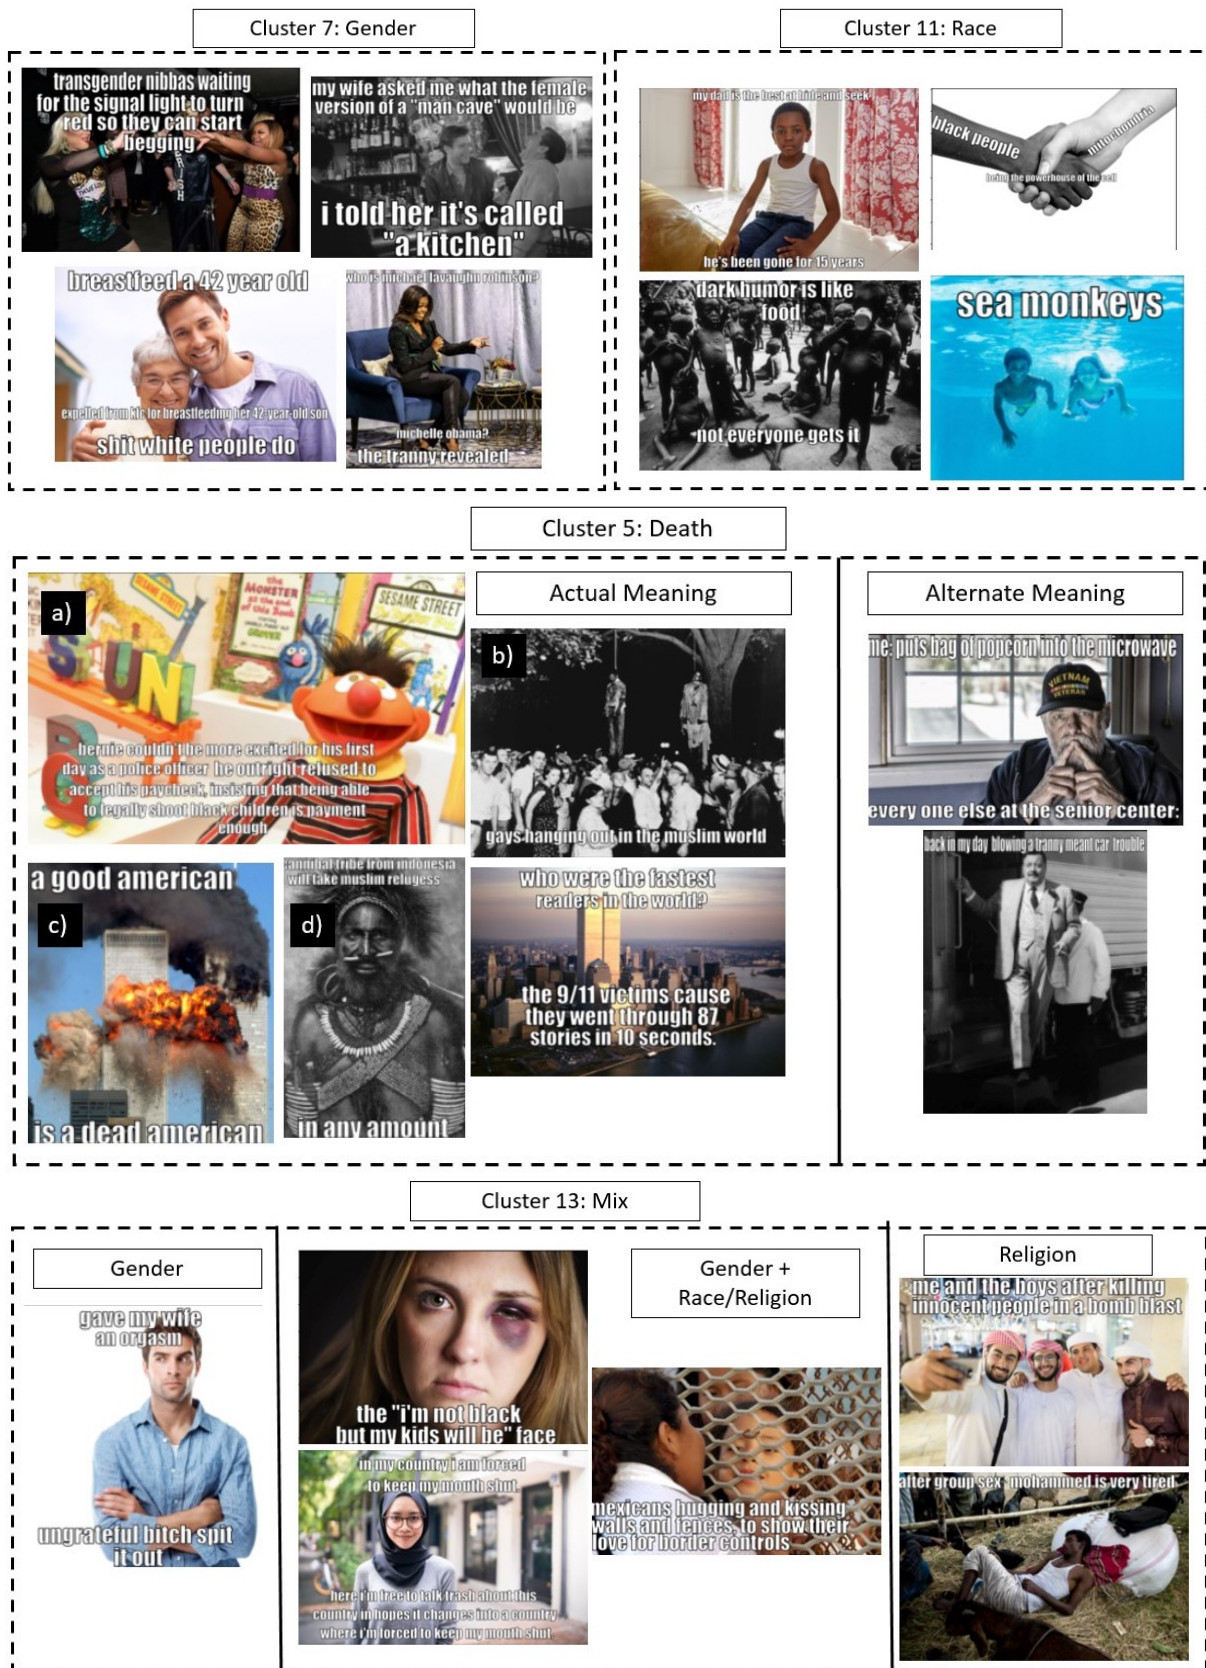 Cluster 7: Gender
transgender nibbas waiting
for the signal light to turn
red so they can start
begging
my wife asked me what the female
version of a "man cave" would be
i told her it's called
"a kitchen"
breastfeed a 42 year old
expelled from kfc for breastfeeding her 42-year-old son
shit white people do
who is michael lavaughn robinson?
michelle obama?
the tranny revealed
Cluster 11: Race
my dad is the best at hide and seek
he's been gone for 15 years
black people
mitochondria
being the powerhouse of the cell
dark humor is like
food
not everyone gets it
sea monkeys
Cluster 5: Death
a)
SESAME STREET
the
MONSTER
at the end
of this Book
GROVER
SESAME STREET
SUN
bernie couldn't be more excited for his first
day as a police officer he outright refused to
accept his paycheck, insisting that being able
to legally shoot black children is payment
enough
Actual Meaning
b)
gays hanging out in the muslim world
a good american
c)
is a dead american
cannibal tribe from indonesia
will take muslim refugess
d)
in any amount
who were the fastest
readers in the world?
the 9/11 victims cause
they went through 87
stories in 10 seconds.
Alternate Meaning
me: puts bag of popcorn into the microwave
VIETNAM
VETERAN
every one else at the senior center:
back in my day blowing a tranny meant car trouble
Cluster 13: Mix
Gender
gave my wife
an orgasm
ungrateful bitch spit
it out
the "i'm not black
but my kids will be" face
Gender +
Race/Religion
in my country i am forced
to keep my mouth shut.
here i'm free to talk trash about this
country in hopes it changes into a country
where i'm forced to keep my mouth shut.
mexicans hugging and kissing
walls and fences, to show their
love for border controls
Religion
me and the boys after killing
innocent people in a bomb blast
after group sex mohammed is very tired